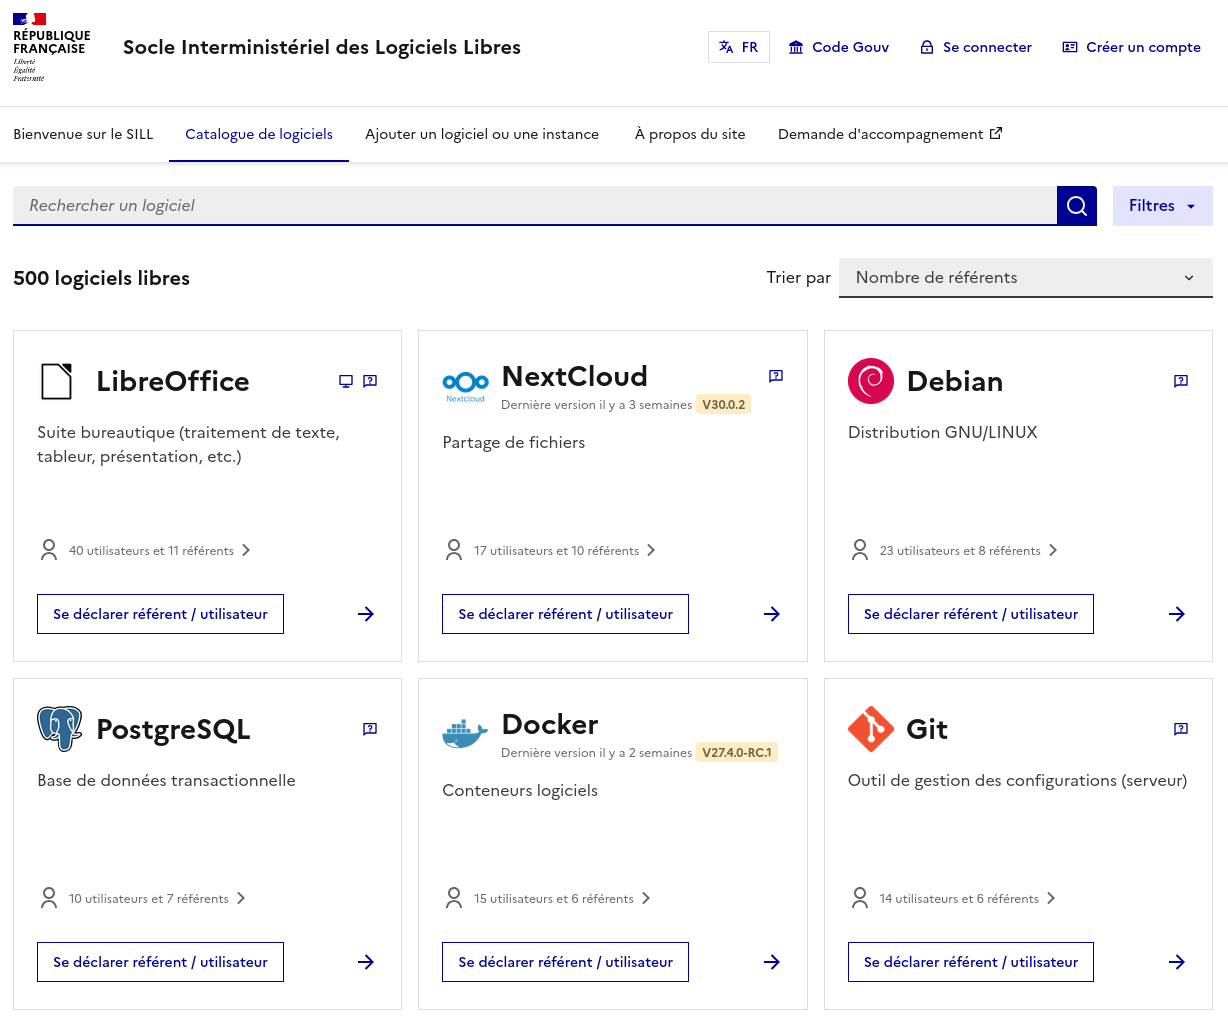 RÉPUBLIQUE
FRANÇAISE
Liberté
Égalité
Fraternité
Socle Interministériel des Logiciels Libres
FR
Code Gouv
Se connecter
Créer un compte
Bienvenue sur le SILL
Catalogue de logiciels
Ajouter un logiciel ou une instance
À propos du site
Demande d'accompagnement
Rechercher un logiciel
Filtres
500 logiciels libres
Trier par
Nombre de référents
LibreOffice
Suite bureautique (traitement de texte,
tableur, présentation, etc.)
40 utilisateurs et 11 référents
Se déclarer référent / utilisateur
Nextcloud
NextCloud
Dernière version il y a 3 semaines V30.0.2
Partage de fichiers
17 utilisateurs et 10 référents
Se déclarer référent / utilisateur
Debian
Distribution GNU/LINUX
23 utilisateurs et 8 référents
Se déclarer référent / utilisateur
PostgreSQL
Base de données transactionnelle
10 utilisateurs et 7 référents
Se déclarer référent / utilisateur
Docker
Dernière version il y a 2 semaines V27.4.0-RC.1
Conteneurs logiciels
15 utilisateurs et 6 référents
Se déclarer référent / utilisateur
Git
Outil de gestion des configurations (serveur)
14 utilisateurs et 6 référents
Se déclarer référent / utilisateur